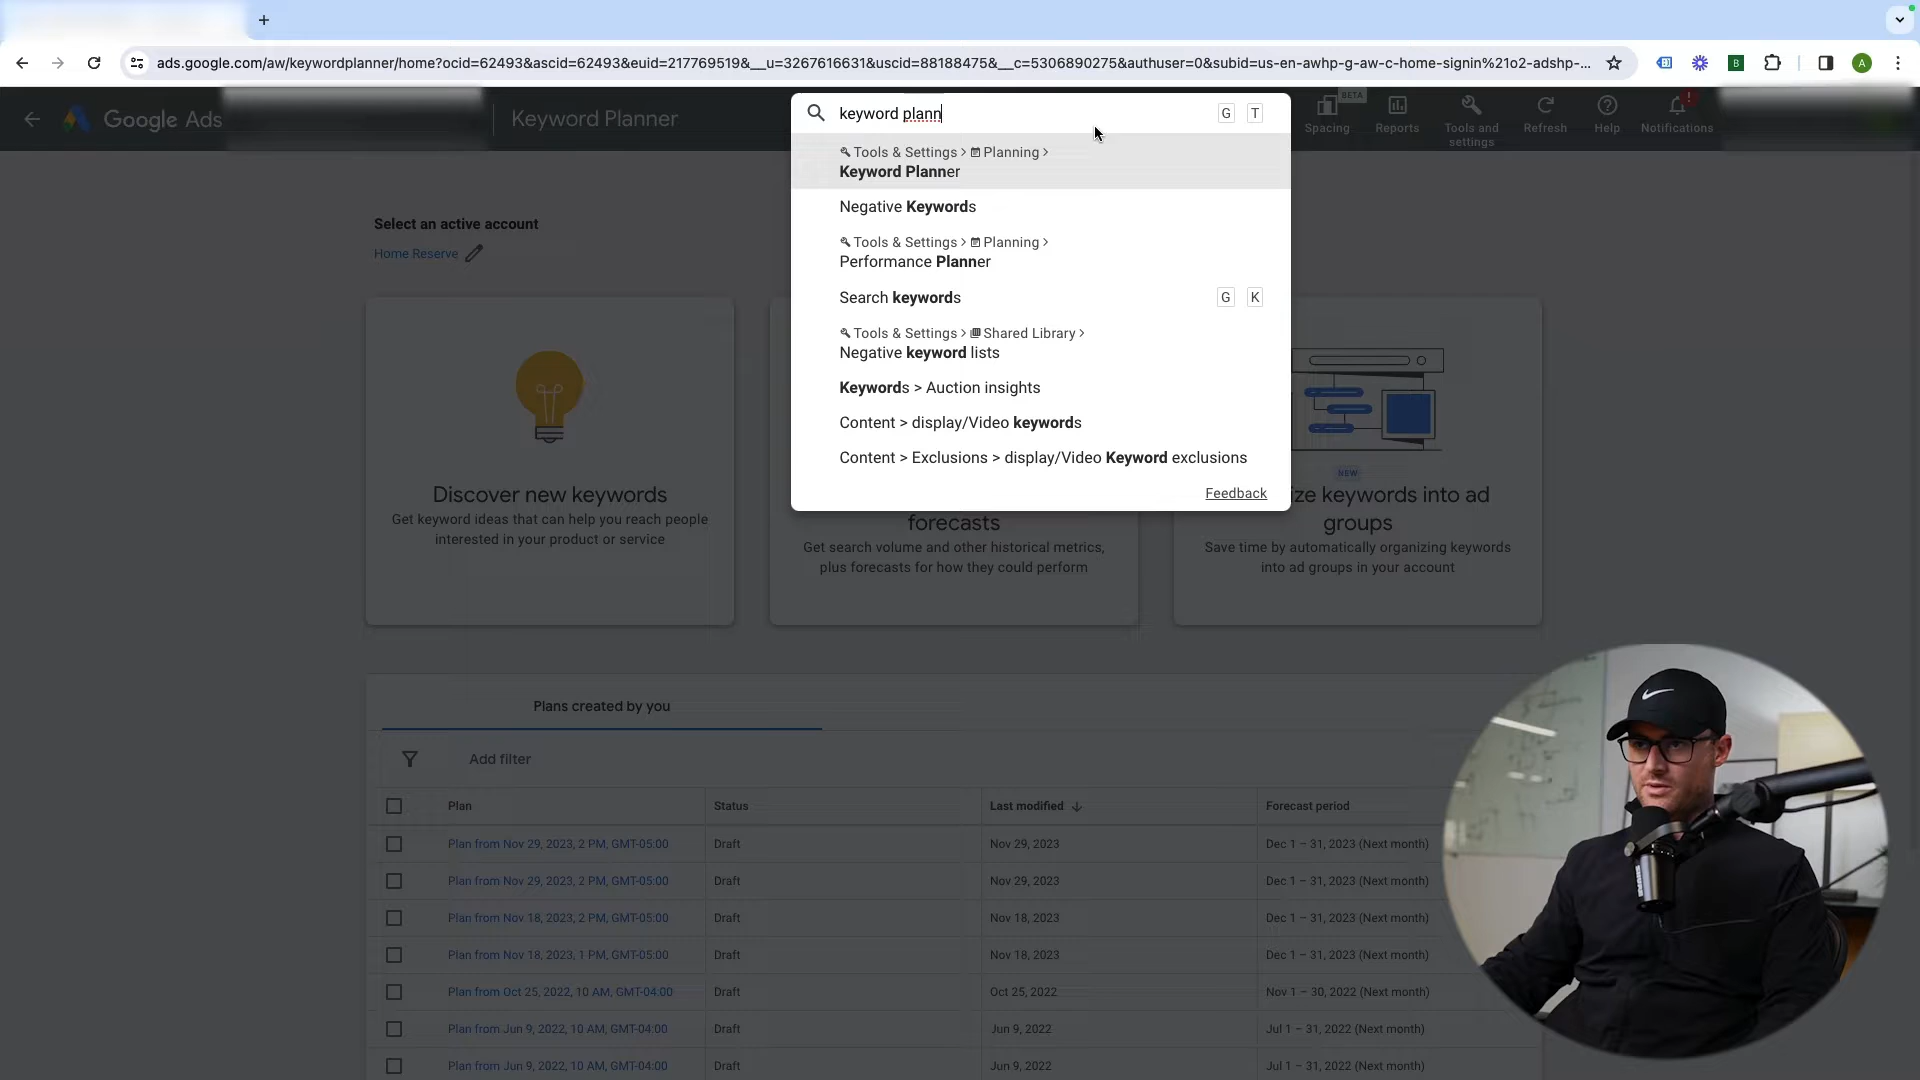 ads.google.com/aw/keywordplanner/home?ocid=62493&ascid=62493&euid=217769519&__u=3267616631&uscid=88188475&__c=5306890275&authuser=0&subid=us-en-awhp-g-aw-c-home-signin%21o2-adshp-...
A
Google Ads
Keyword Planner
keyword plann
G T
BETA
Spacing
Reports
Tools and settings
Refresh
Help
!
Notifications
Tools & Settings > Planning >
Keyword Planner
Negative Keywords
Tools & Settings > Planning >
Performance Planner
Search keywords
G K
Tools & Settings > Shared Library >
Negative keyword lists
Keywords > Auction insights
Content > display/Video keywords
Content > Exclusions > display/Video Keyword exclusions
Feedback
Select an active account
Home Reserve
Discover new keywords
Get keyword ideas that can help you reach people
interested in your product or service
forecasts
Get search volume and other historical metrics,
plus forecasts for how they could perform
NEW
ize keywords into ad
groups
Save time by automatically organizing keywords
into ad groups in your account
Plans created by you
Add filter
Plan Status Last modified Forecast period
Plan from Nov 29, 2023, 2 PM, GMT-05:00 Draft Nov 29, 2023 Dec 1 – 31, 2023 (Next month)
Plan from Nov 29, 2023, 2 PM, GMT-05:00 Draft Nov 29, 2023 Dec 1 – 31, 2023 (Next month)
Plan from Nov 18, 2023, 2 PM, GMT-05:00 Draft Nov 18, 2023 Dec 1 – 31, 2023 (Next month)
Plan from Nov 18, 2023, 1 PM, GMT-05:00 Draft Nov 18, 2023 Dec 1 – 31, 2023 (Next month)
Plan from Oct 25, 2022, 10 AM, GMT-04:00 Draft Oct 25, 2022 Nov 1 – 30, 2022 (Next month)
Plan from Jun 9, 2022, 10 AM, GMT-04:00 Draft Jun 9, 2022 Jul 1 – 31, 2022 (Next month)
Plan from Jun 9, 2022, 10 AM, GMT-04:00 Draft Jun 9, 2022 Jul 1 – 31, 2022 (Next month)